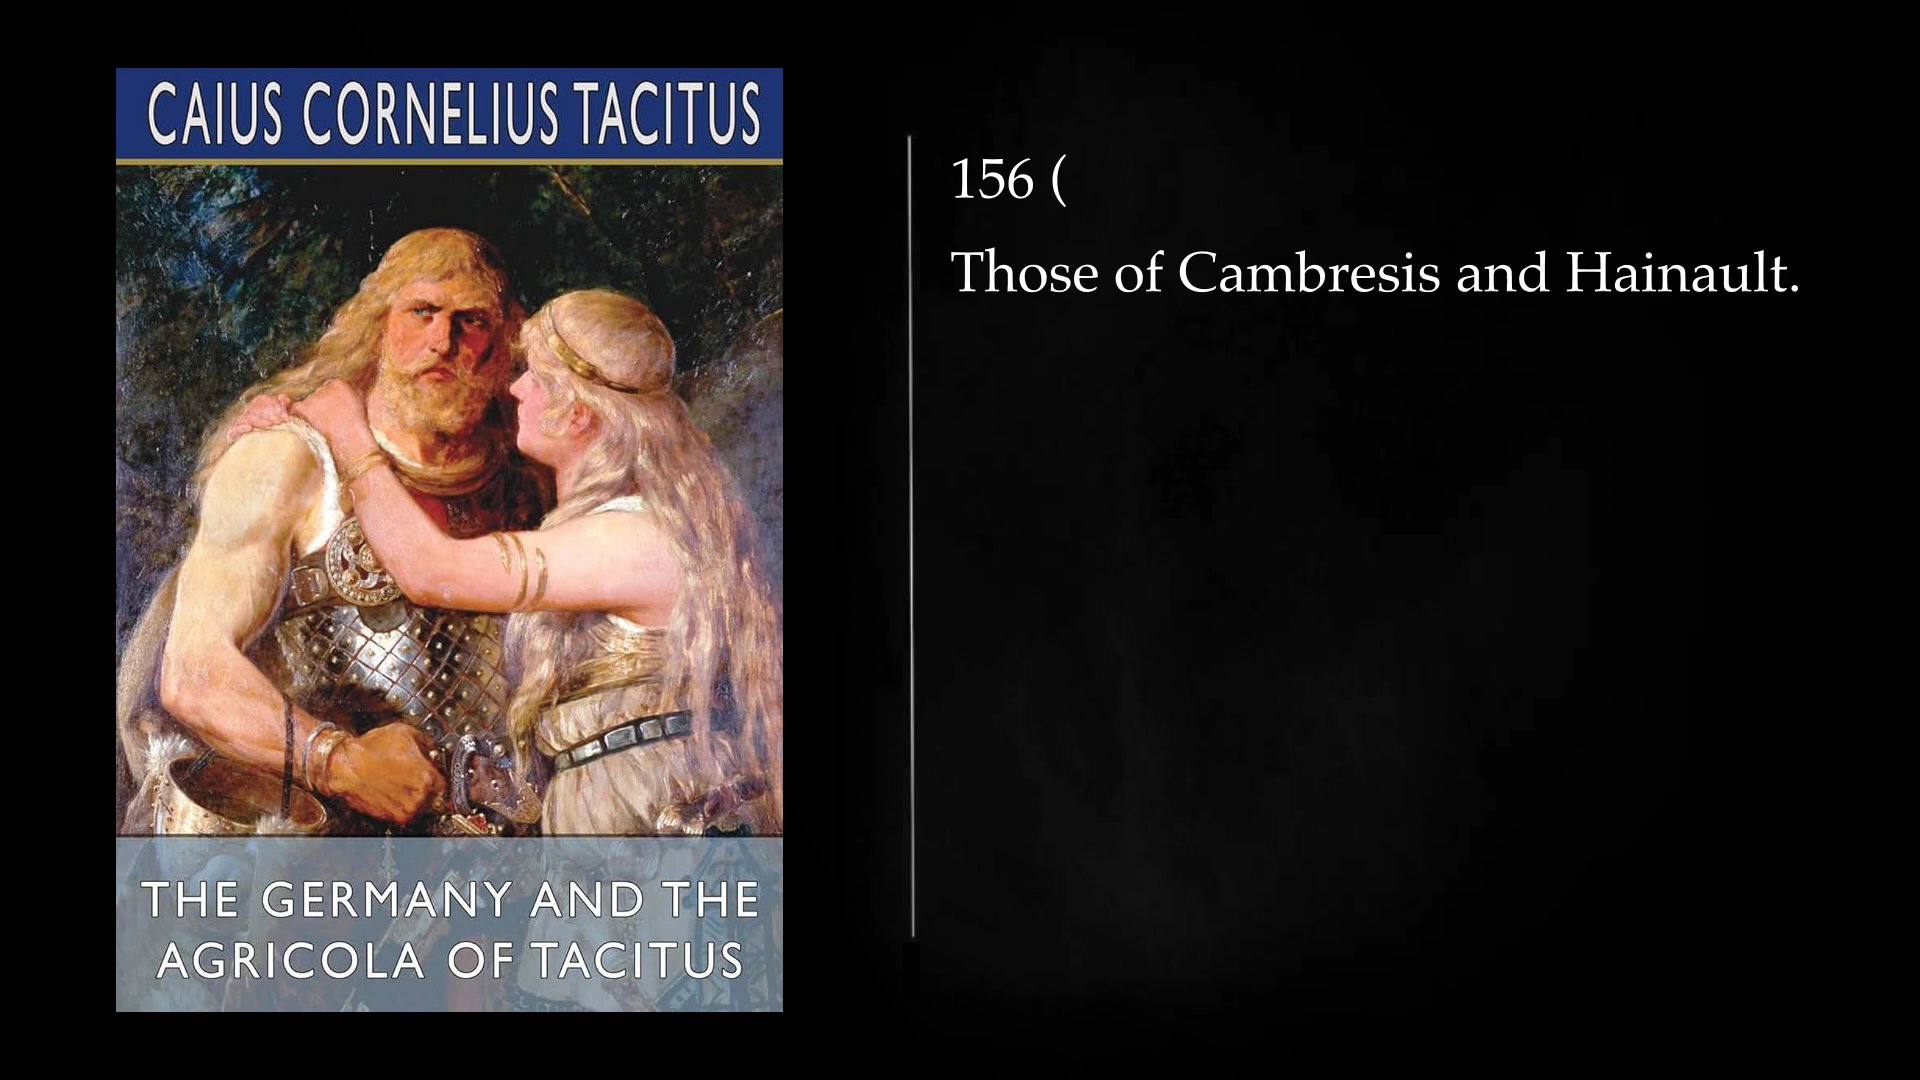 CAIUS CORNELIUS TACITUS
THE GERMANY AND THE
AGRICOLA OF TACITUS
156 (
Those of Cambresis and Hainault.